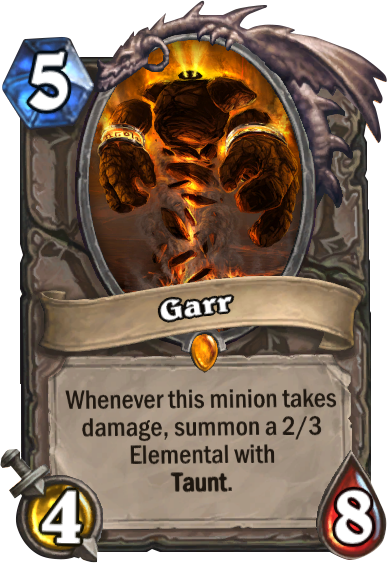 5
Garr
Whenever this minion takes
damage, summon a 2/3
Elemental with
Taunt.
4
8